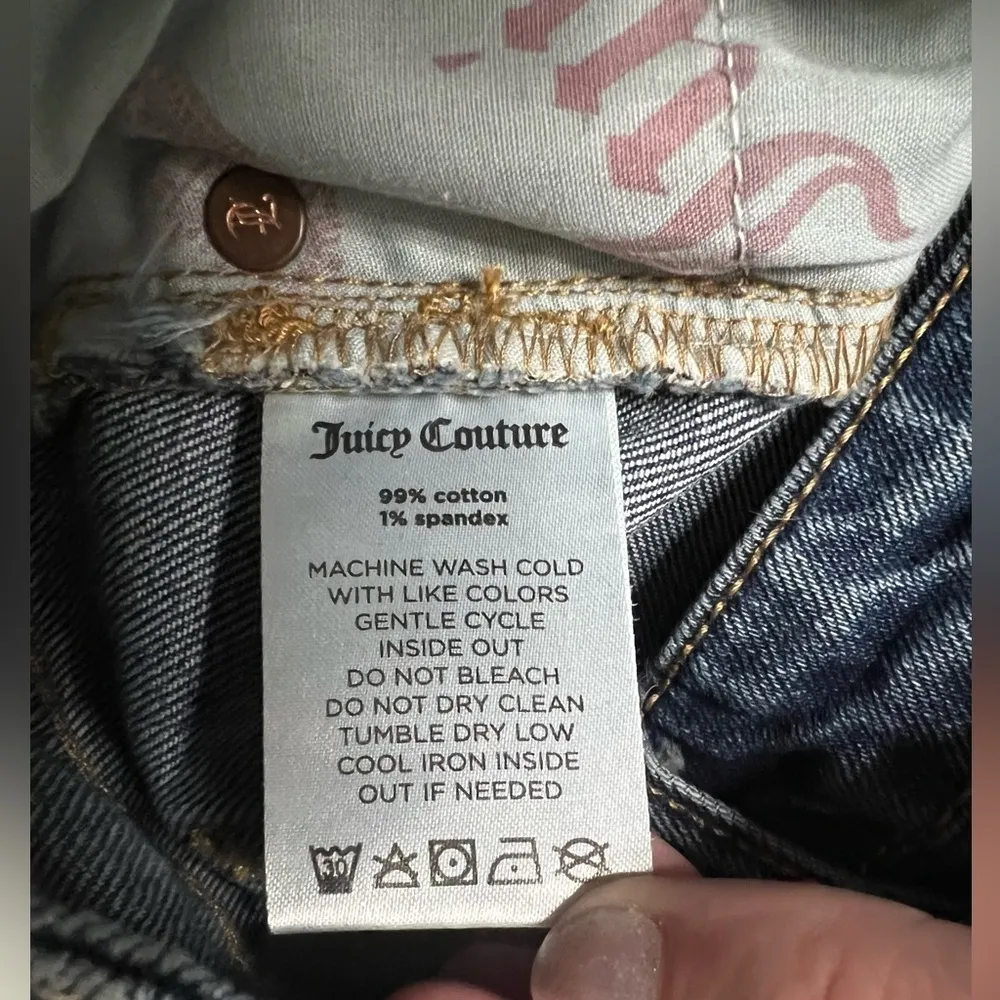 Juicy Couture
99% cotton
1% spandex
MACHINE WASH COLD
WITH LIKE COLORS
GENTLE CYCLE
INSIDE OUT
DO NOT BLEACH
DO NOT DRY CLEAN
TUMBLE DRY LOW
COOL IRON INSIDE
OUT IF NEEDED
30